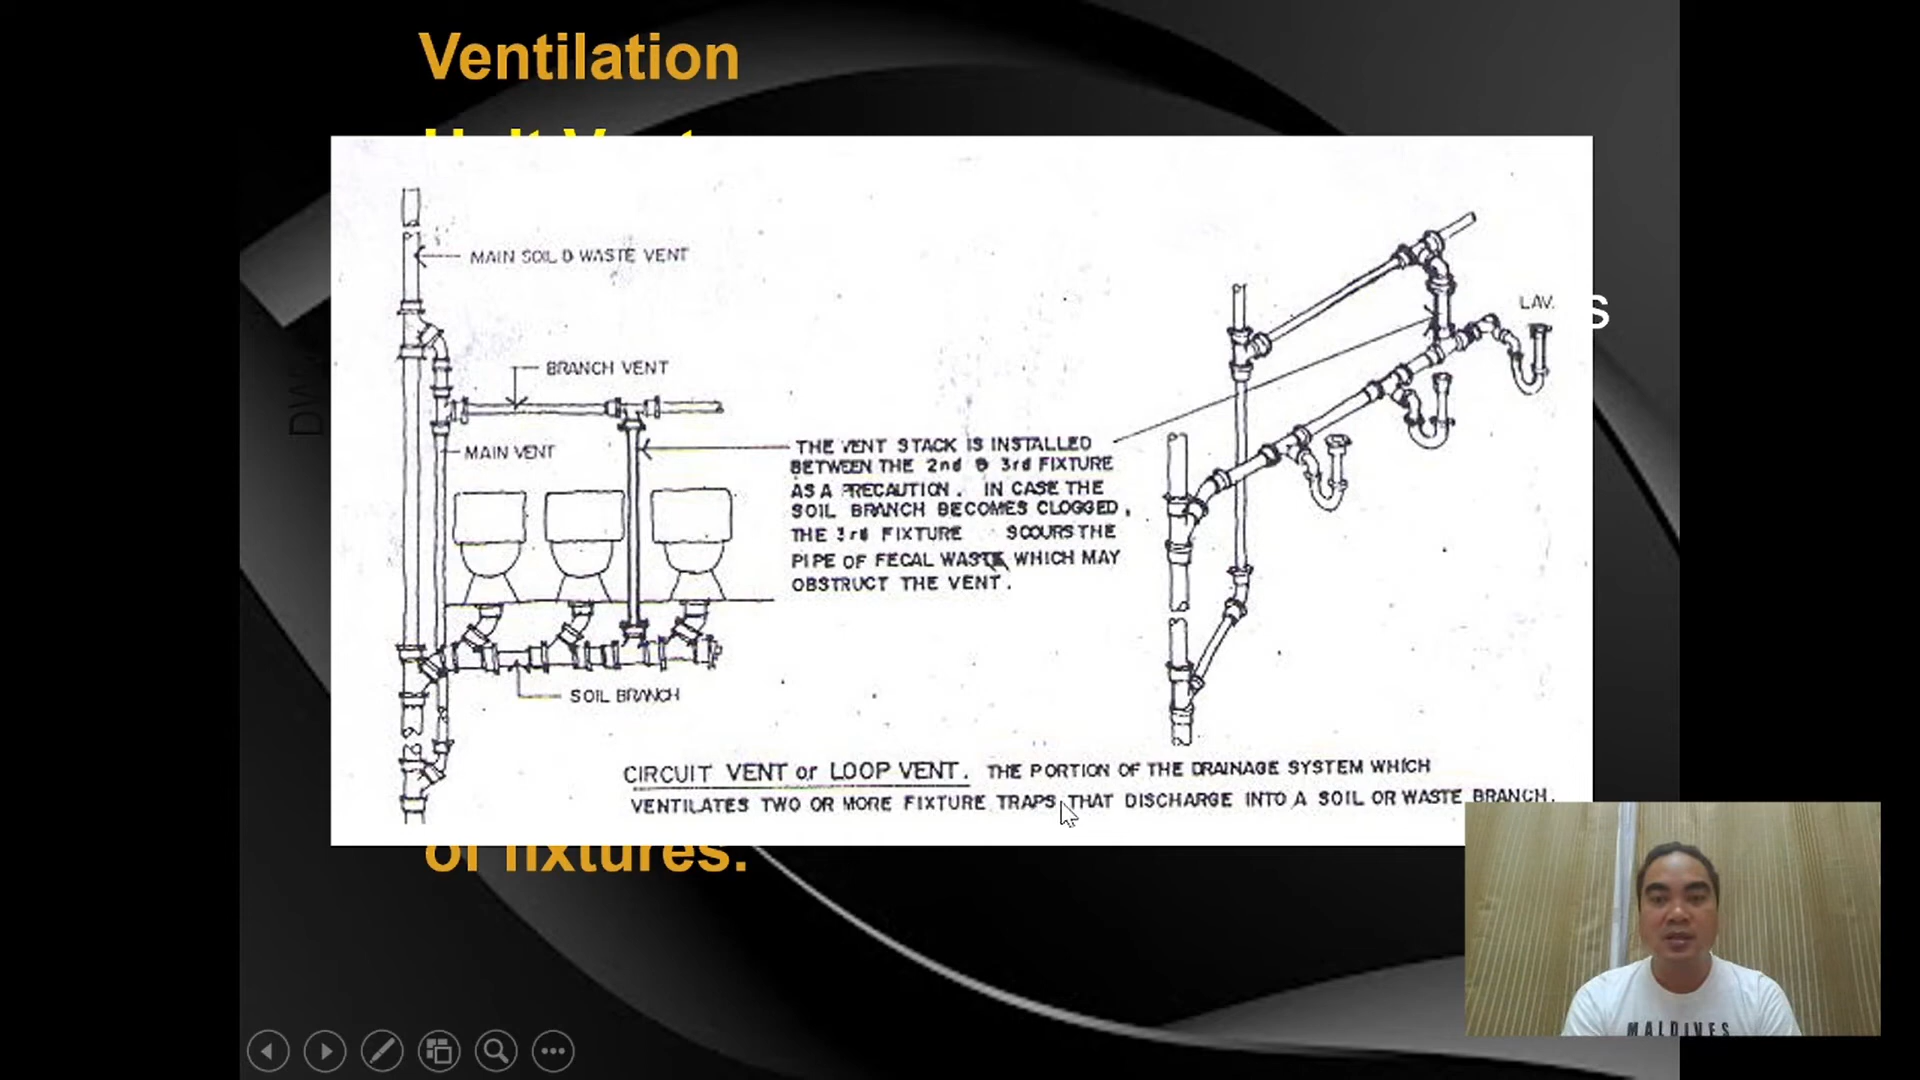 Ventilation
Unit Vent
MAIN SOIL & WASTE VENT
BRANCH VENT
MAIN VENT
THE VENT STACK IS INSTALLED
BETWEEN THE 2nd & 3rd FIXTURE
AS A PRECAUTION. IN CASE THE
SOIL BRANCH BECOMES CLOGGED,
THE 3rd FIXTURE SCOURS THE
PIPE OF FECAL WASTE WHICH MAY
OBSTRUCT THE VENT.
SOIL BRANCH
LAV.
s
CIRCUIT VENT or LOOP VENT. THE PORTION OF THE DRAINAGE SYSTEM WHICH
VENTILATES TWO OR MORE FIXTURE TRAPS THAT DISCHARGE INTO A SOIL OR WASTE BRANCH.
of fixtures.
MALDIVES